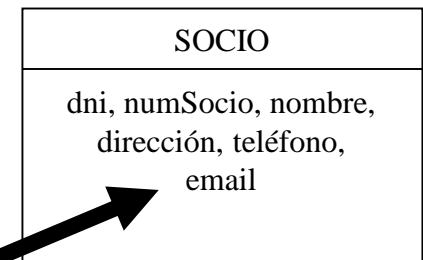 SOCIO
dni, numSocio, nombre,
dirección, teléfono,
email